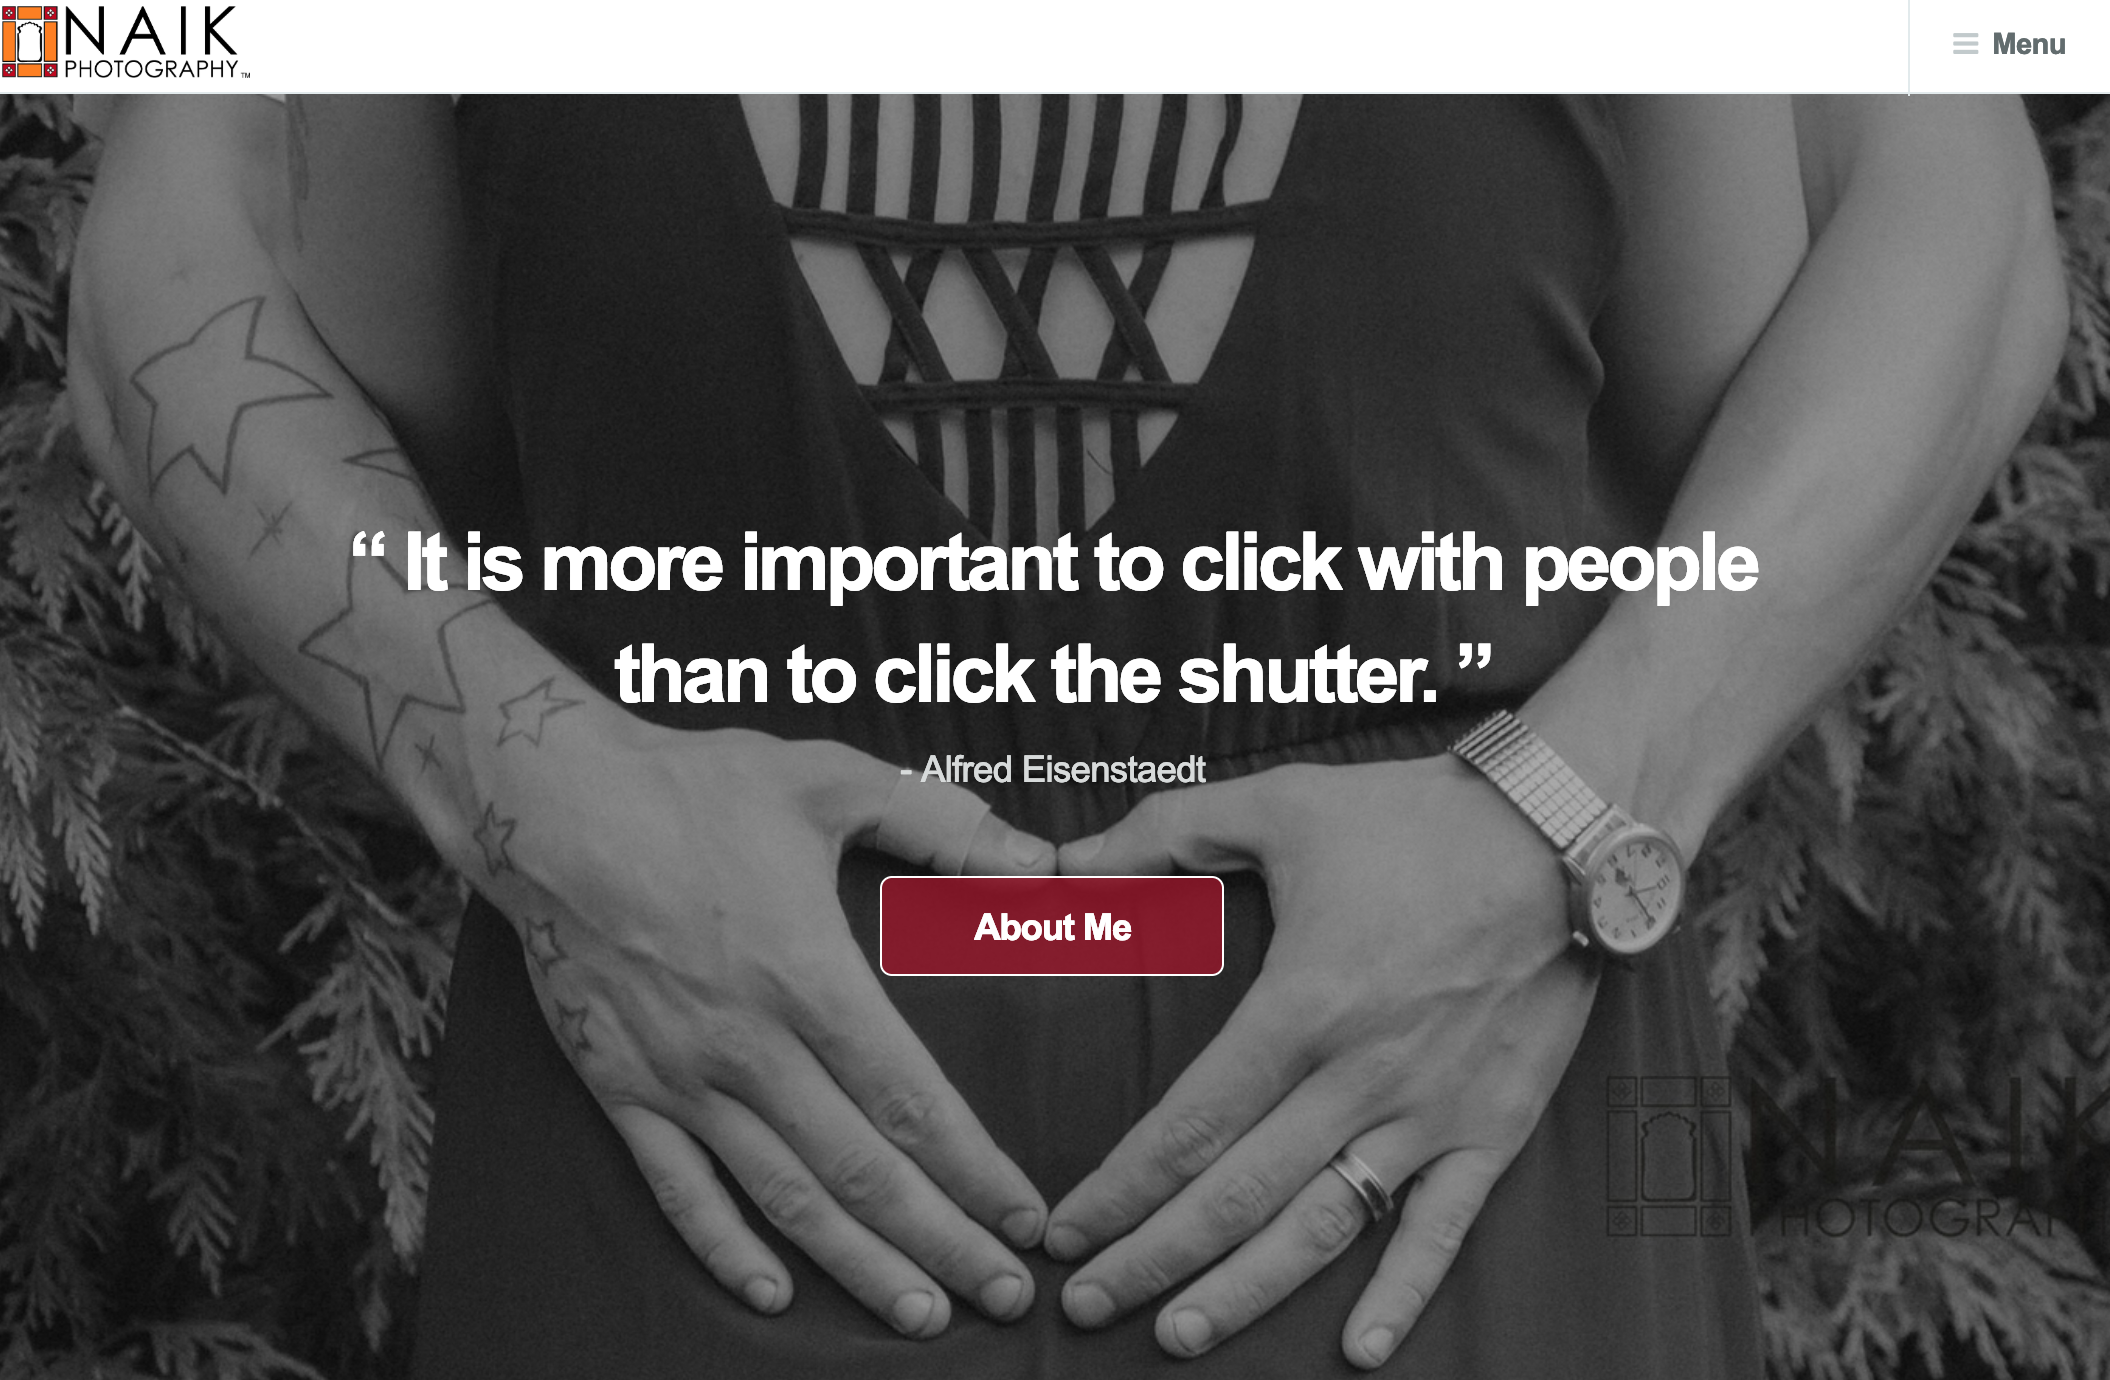 NAIK
PHOTOGRAPHY™
Menu
“ It is more important to click with people
than to click the shutter. ”
- Alfred Eisenstaedt
About Me
NAIK
PHOTOGRAP